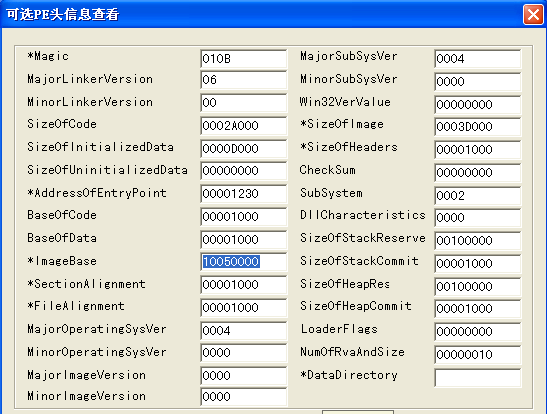 可选PE头信息查看
*Magic 010B
MajorLinkerVersion 06
MinorLinkerVersion 00
SizeOfCode 0002A000
SizeOfInitializedData 0000D000
SizeOfUninitializedData 00000000
*AddressOfEntryPoint 00001230
BaseOfCode 00001000
BaseOfData 00001000
*ImageBase 10050000
*SectionAlignment 00001000
*FileAlignment 00001000
MajorOperatingSysVer 0004
MinorOperatingSysVer 0000
MajorImageVersion 0000
MinorImageVersion 0000
MajorSubSysVer 0004
MinorSubSysVer 0000
Win32VerValue 00000000
*SizeOfImage 0003D000
*SizeOfHeaders 00001000
CheckSum 00000000
SubSystem 0002
DllCharacteristics 0000
SizeOfStackReserve 00100000
SizeOfStackCommit 00001000
SizeOfHeapRes 00100000
SizeOfHeapCommit 00001000
LoaderFlags 00000000
NumOfRvaAndSize 00000010
*DataDirectory